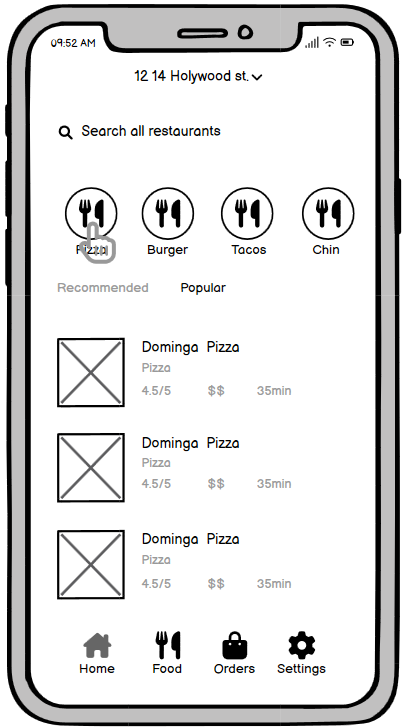 09:52 AM
12 14 Holywood st.
Search all restaurants
Pizza Burger Tacos Chin
Recommended Popular
Dominga Pizza
Pizza
4.5/5 $$ 35min
Dominga Pizza
Pizza
4.5/5 $$ 35min
Dominga Pizza
Pizza
4.5/5 $$ 35min
Home Food Orders Settings